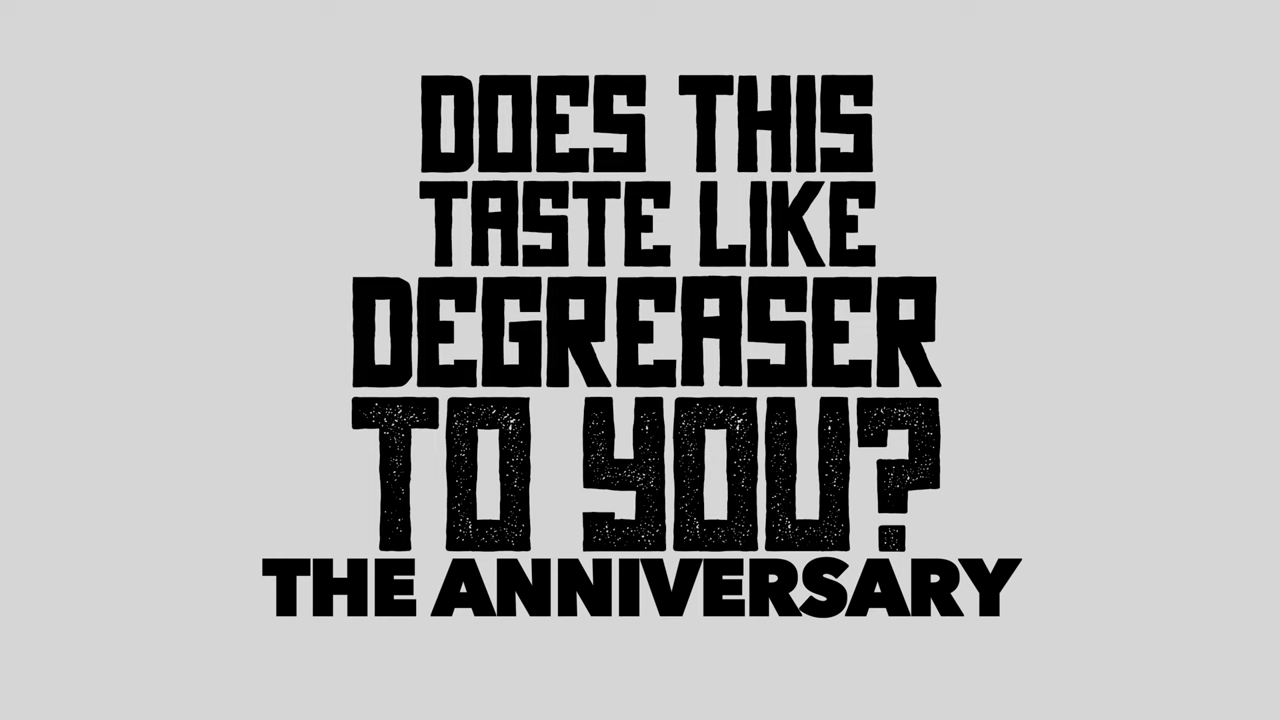 DOES THIS
TASTE LIKE
DEGREASER
TO YOU?
THE ANNIVERSARY